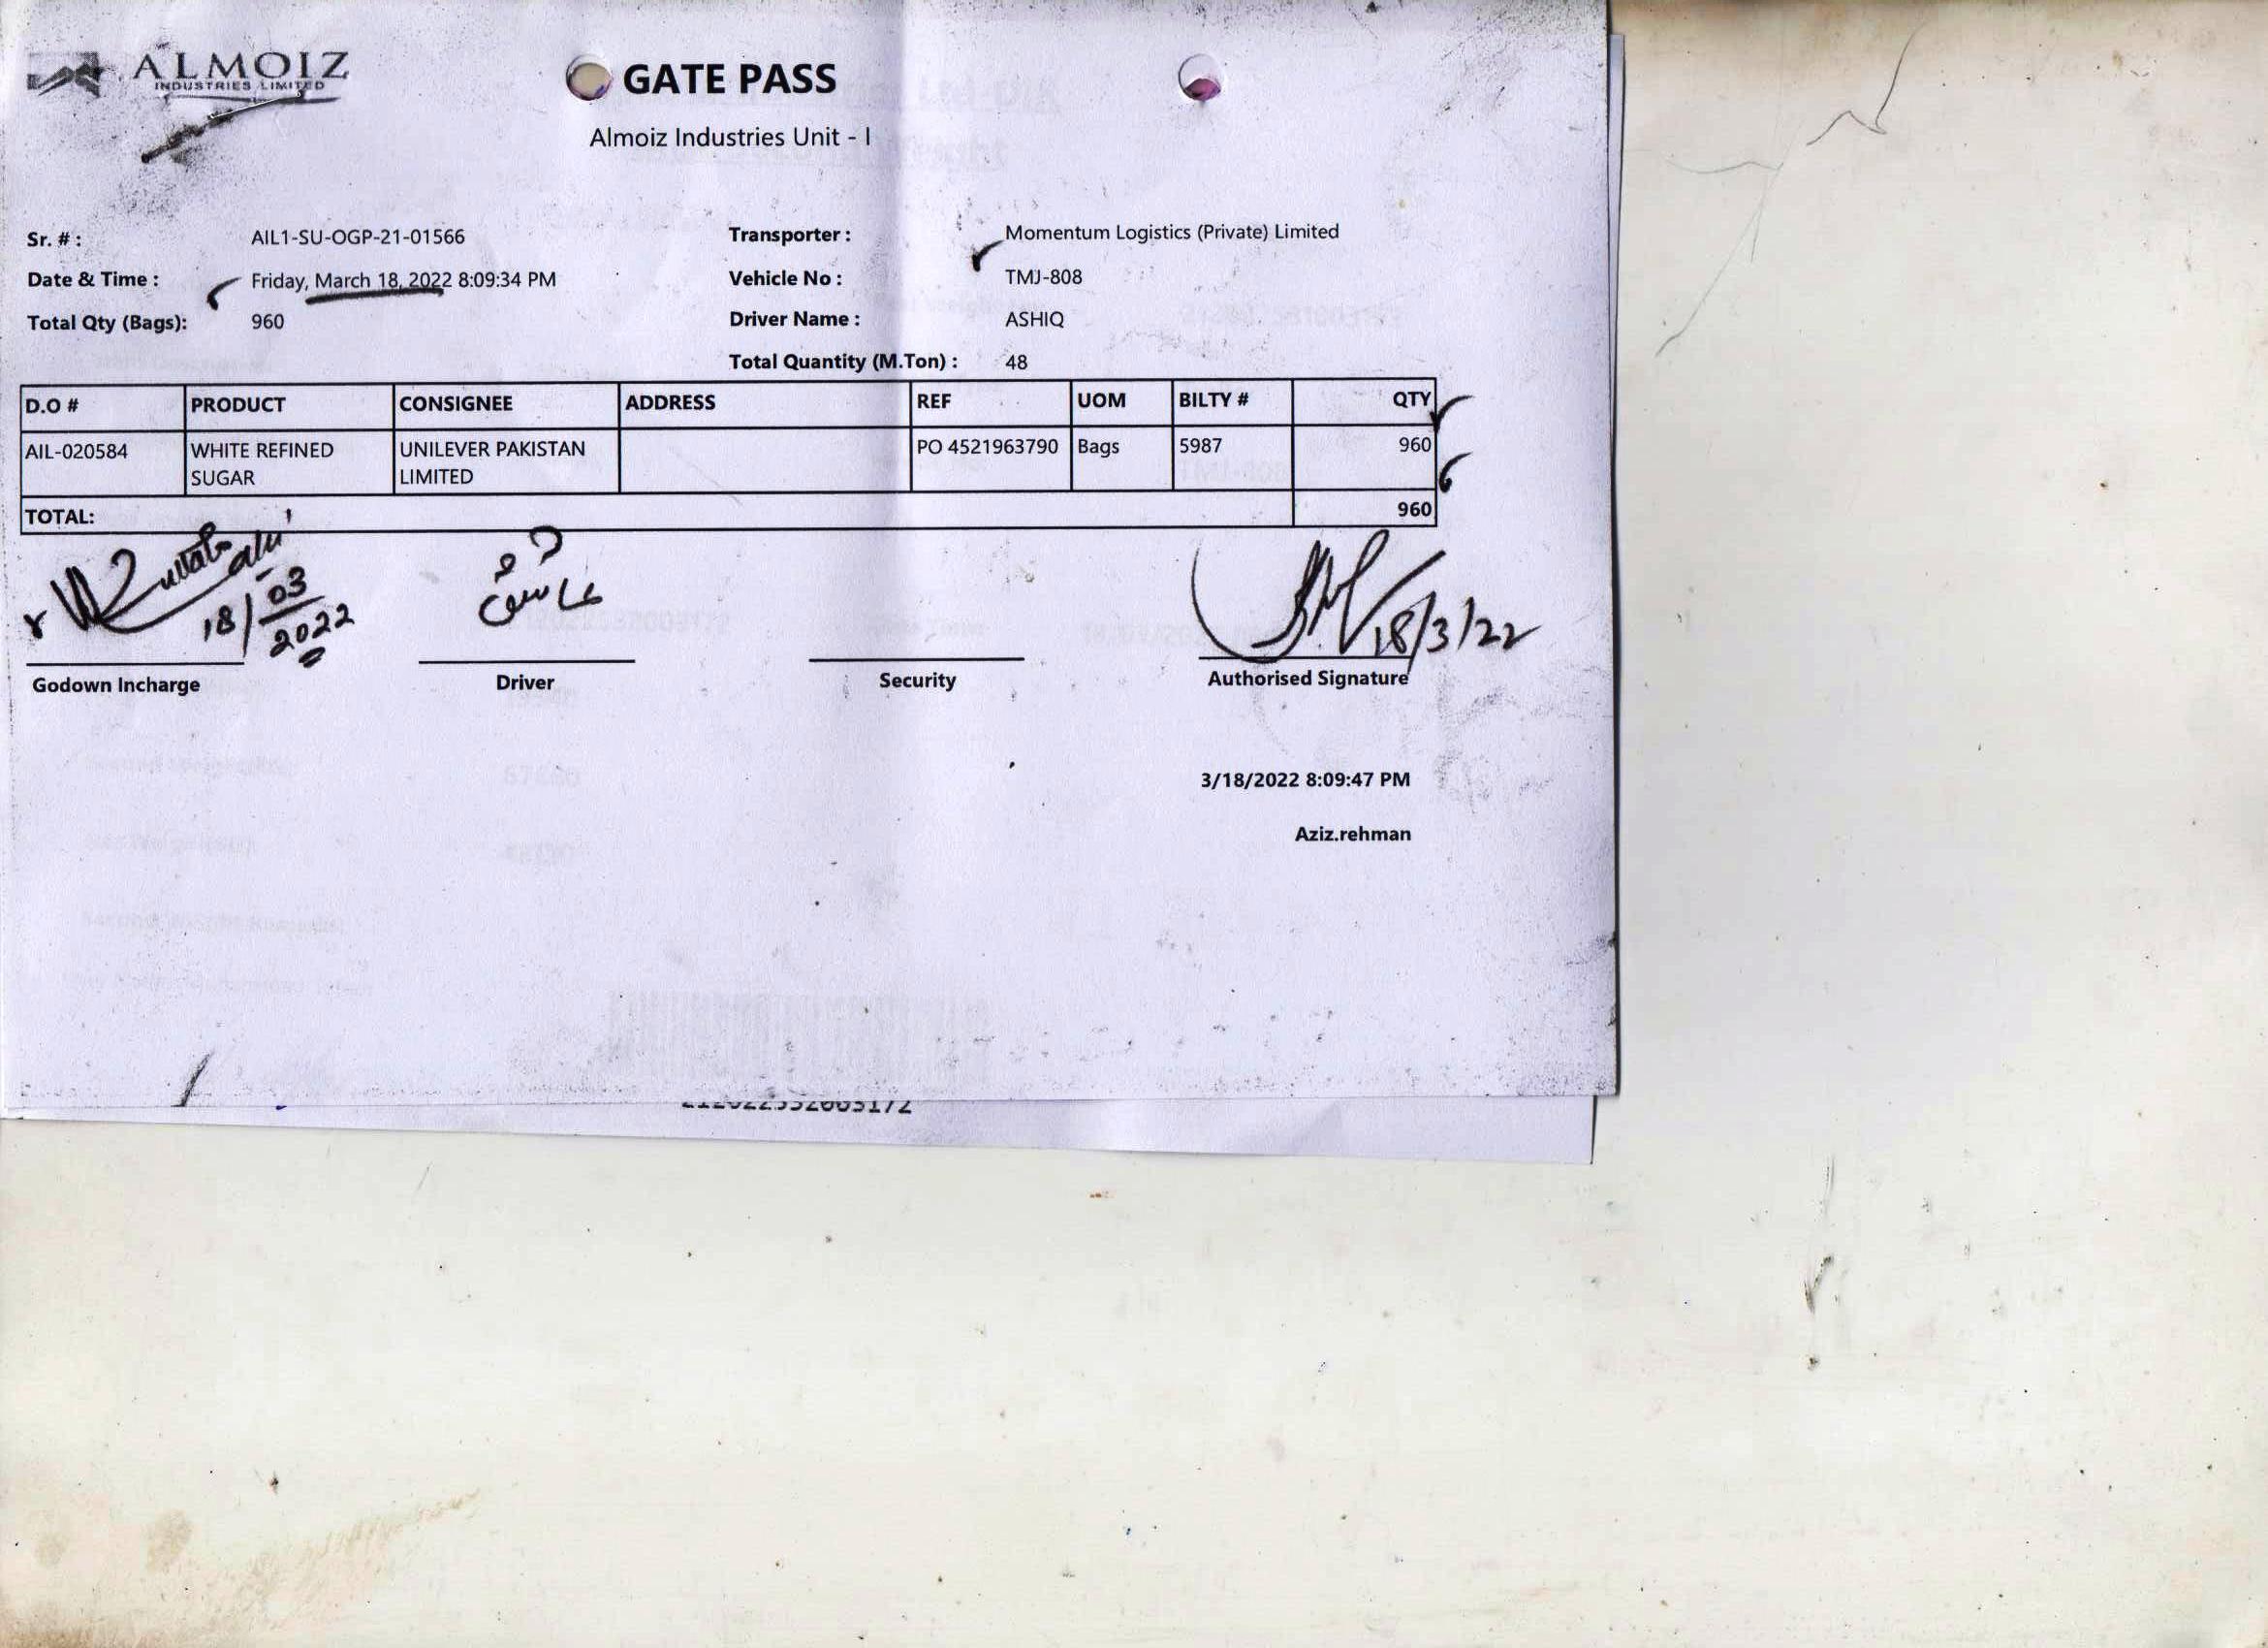 ALMOIZ
INDUSTRIES LIMITED
GATE PASS
Almoiz Industries Unit - I
Sr. # : AIL1-SU-OGP-21-01566 Transporter : Momentum Logistics (Private) Limited
Date & Time : Friday, March 18, 2022 8:09:34 PM Vehicle No : TMJ-808
Total Qty (Bags): 960 Driver Name : ASHIQ
Total Quantity (M.Ton) : 48
D.O # PRODUCT CONSIGNEE ADDRESS REF UOM BILTY # QTY
AIL-020584 WHITE REFINED UNILEVER PAKISTAN PO 4521963790 Bags 5987 960
SUGAR LIMITED
TOTAL: 960
18/03
2022
عاشق
18/3/22
Godown Incharge Driver Security Authorised Signature
3/18/2022 8:09:47 PM
Aziz.rehman